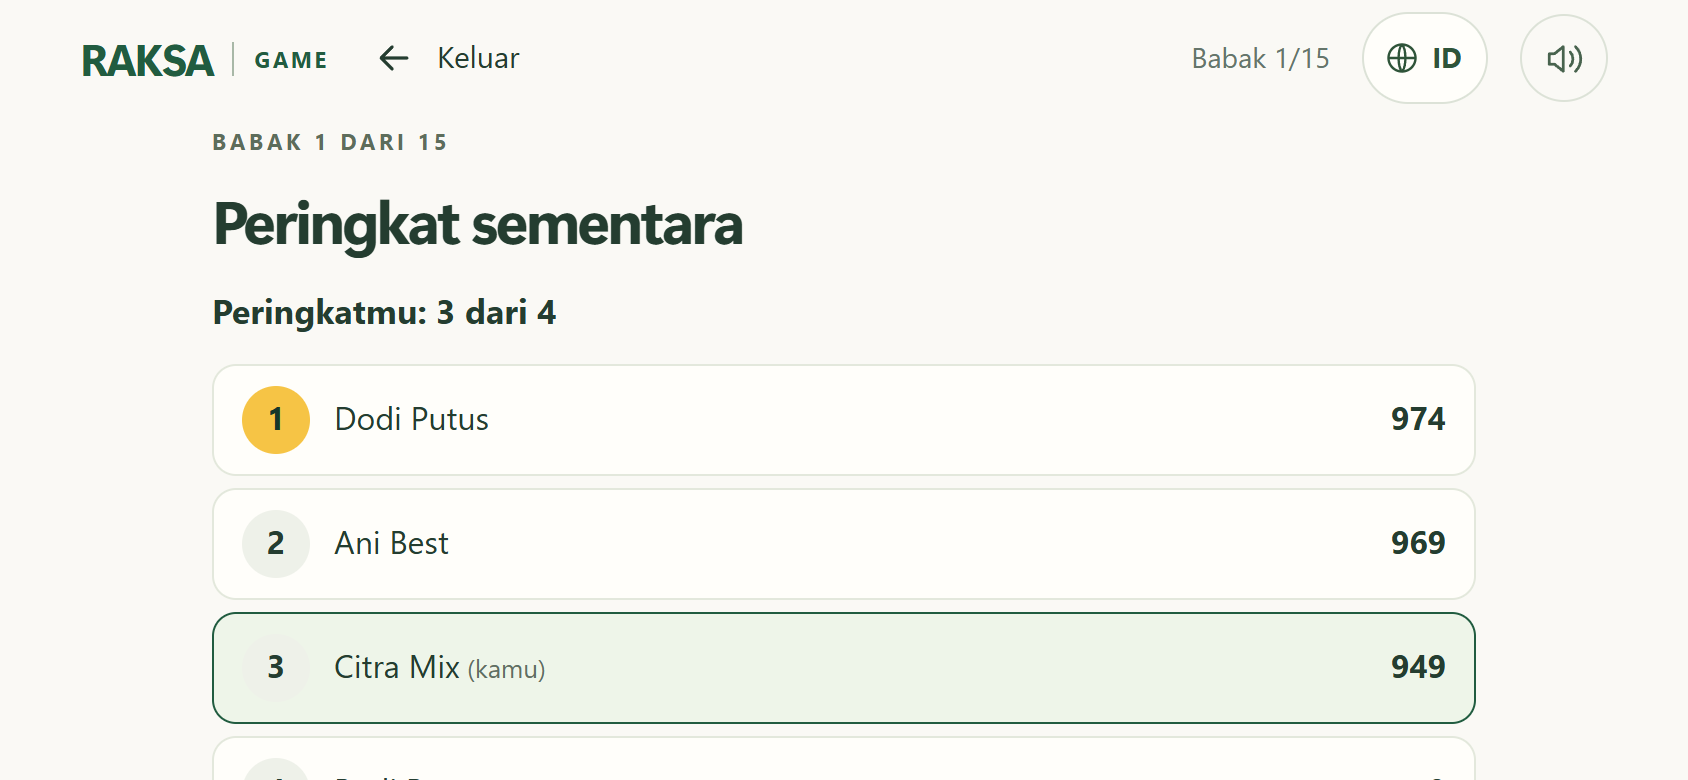 RAKSA GAME Keluar Babak 1/15 ID
BABAK 1 DARI 15
Peringkat sementara
Peringkatmu: 3 dari 4
1 Dodi Putus 974
2 Ani Best 969
3 Citra Mix (kamu) 949